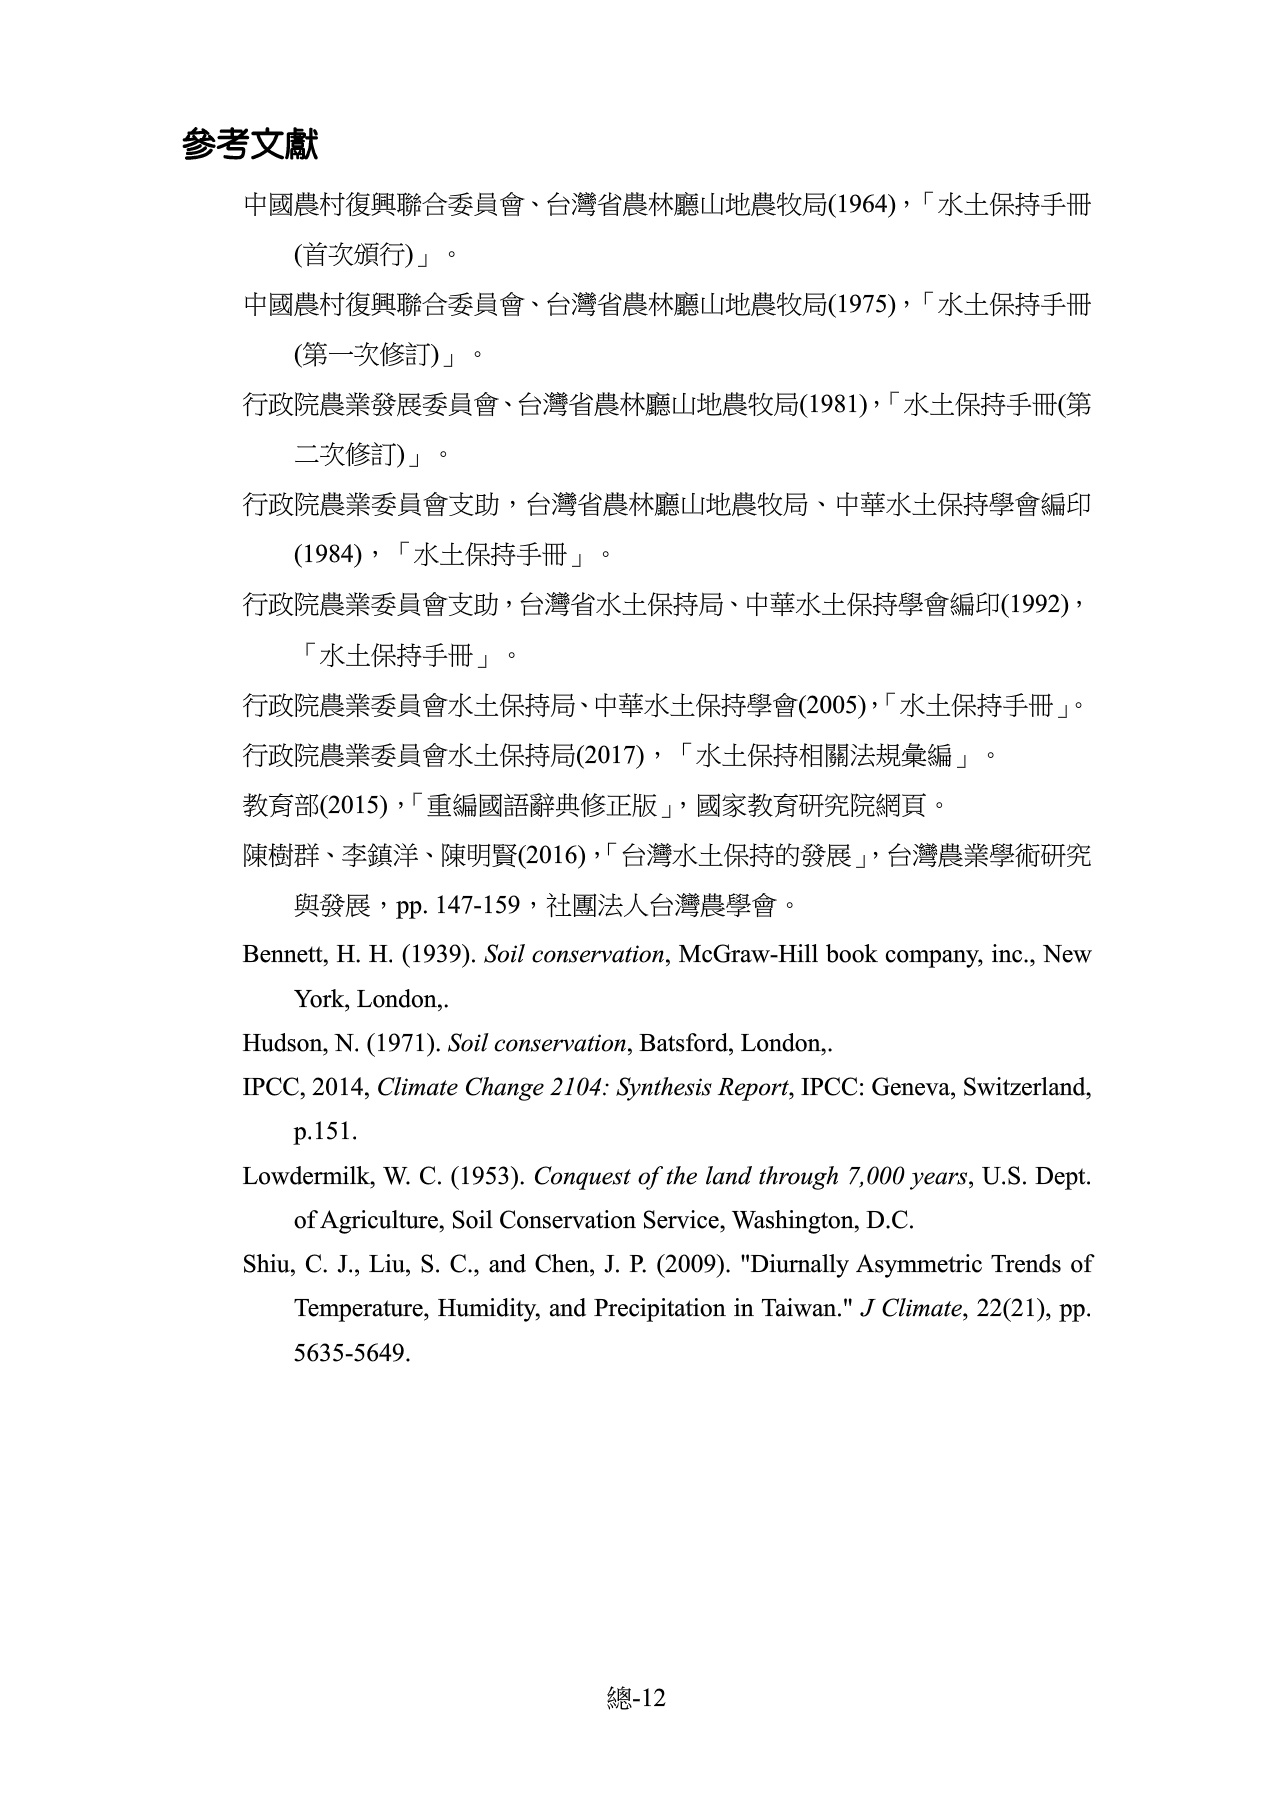 參考文獻
中國農村復興聯合委員會、台灣省農林廳山地農牧局(1964)，「水土保持手冊
(首次頒行)」。
中國農村復興聯合委員會、台灣省農林廳山地農牧局(1975)，「水土保持手冊
(第一次修訂)」。
行政院農業發展委員會、台灣省農林廳山地農牧局(1981)，「水土保持手冊(第
二次修訂)」。
行政院農業委員會支助，台灣省農林廳山地農牧局、中華水土保持學會編印
(1984)，「水土保持手冊」。
行政院農業委員會支助，台灣省水土保持局、中華水土保持學會編印(1992)，
「水土保持手冊」。
行政院農業委員會水土保持局、中華水土保持學會(2005)，「水土保持手冊」。
行政院農業委員會水土保持局(2017)，「水土保持相關法規彙編」。
教育部(2015)，「重編國語辭典修正版」，國家教育研究院網頁。
陳樹群、李鎮洋、陳明賢(2016)，「台灣水土保持的發展」，台灣農業學術研究
與發展，pp. 147-159，社團法人台灣農學會。
Bennett, H. H. (1939). Soil conservation, McGraw-Hill book company, inc., New
York, London,.
Hudson, N. (1971). Soil conservation, Batsford, London,.
IPCC, 2014, Climate Change 2104: Synthesis Report, IPCC: Geneva, Switzerland,
p.151.
Lowdermilk, W. C. (1953). Conquest of the land through 7,000 years, U.S. Dept.
of Agriculture, Soil Conservation Service, Washington, D.C.
Shiu, C. J., Liu, S. C., and Chen, J. P. (2009). "Diurnally Asymmetric Trends of
Temperature, Humidity, and Precipitation in Taiwan." J Climate, 22(21), pp.
5635-5649.
總-12